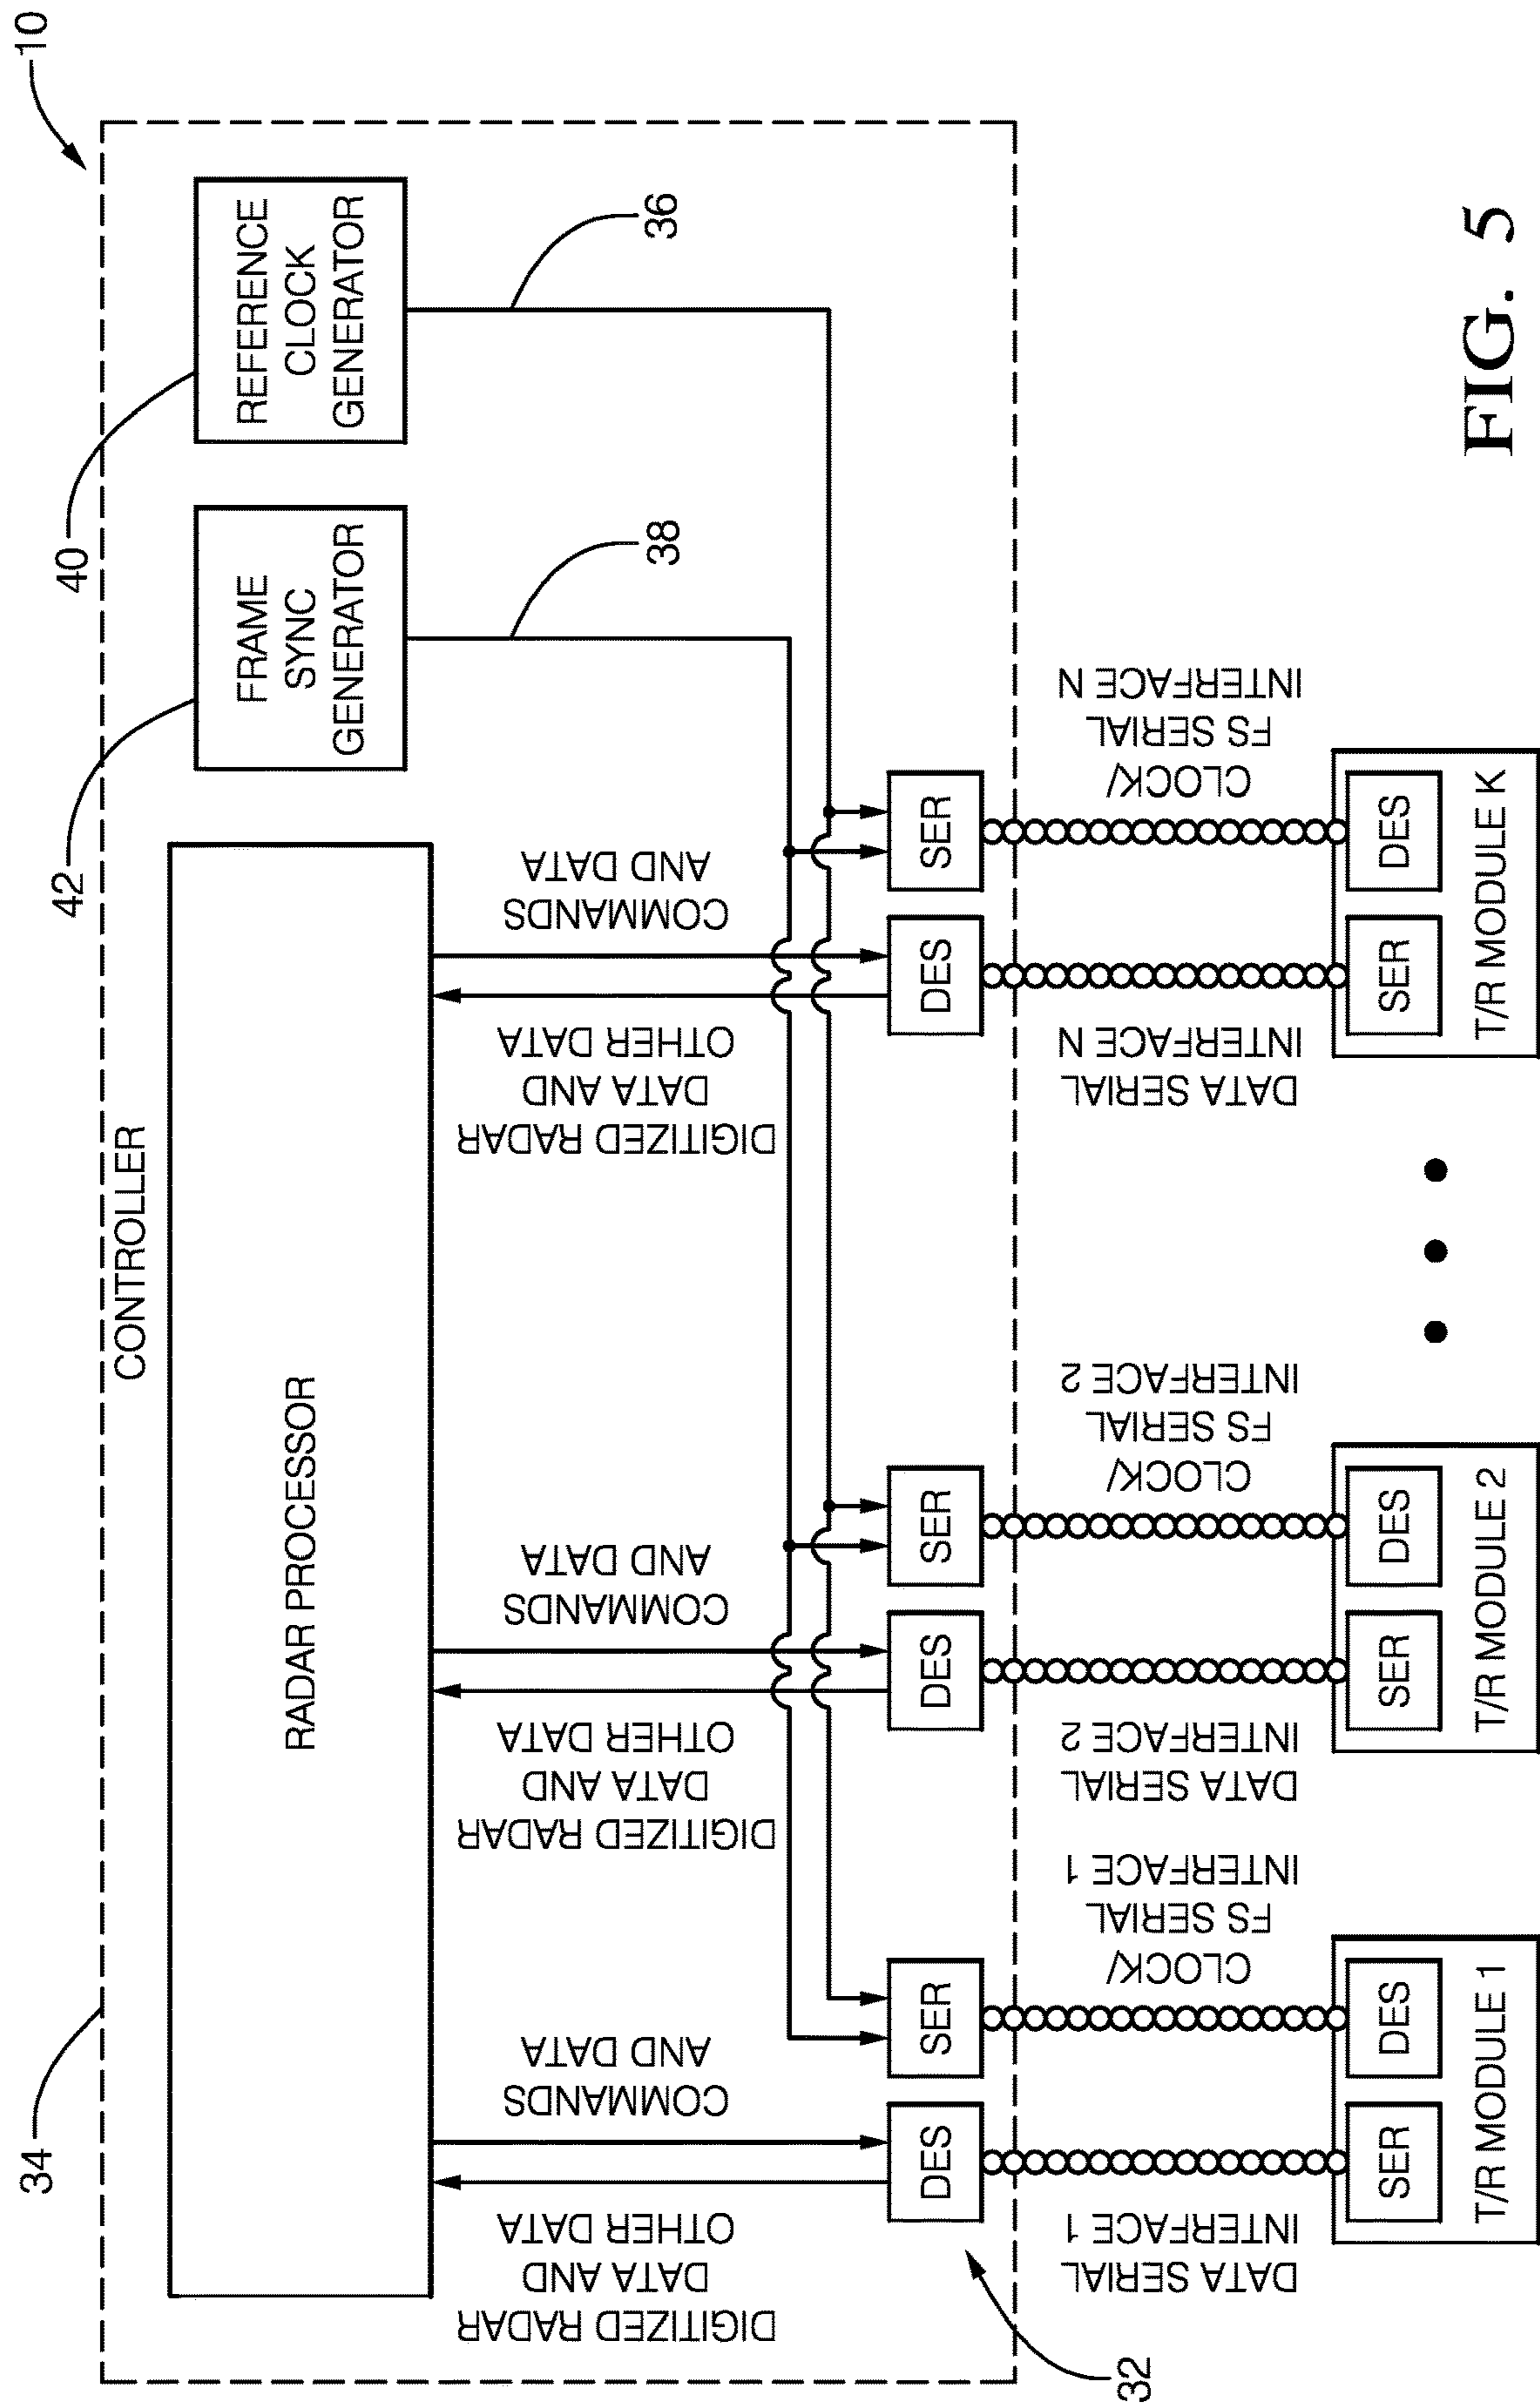 10
34
CONTROLLER
42
40
RADAR PROCESSOR
FRAME
SYNC
GENERATOR
REFERENCE
CLOCK
GENERATOR
38
36
DIGITIZED RADAR
DATA AND
OTHER DATA
COMMANDS
AND DATA
DIGITIZED RADAR
DATA AND
OTHER DATA
COMMANDS
AND DATA
DIGITIZED RADAR
DATA AND
OTHER DATA
COMMANDS
AND DATA
DES
SER
DES
SER
DES
SER
32
DATA SERIAL
INTERFACE 1
CLOCK/
FS SERIAL
INTERFACE 1
DATA SERIAL
INTERFACE 2
CLOCK/
FS SERIAL
INTERFACE 2
DATA SERIAL
INTERFACE N
CLOCK/
FS SERIAL
INTERFACE N
SER
DES
T/R MODULE 1
SER
DES
T/R MODULE 2
SER
DES
T/R MODULE K
FIG. 5